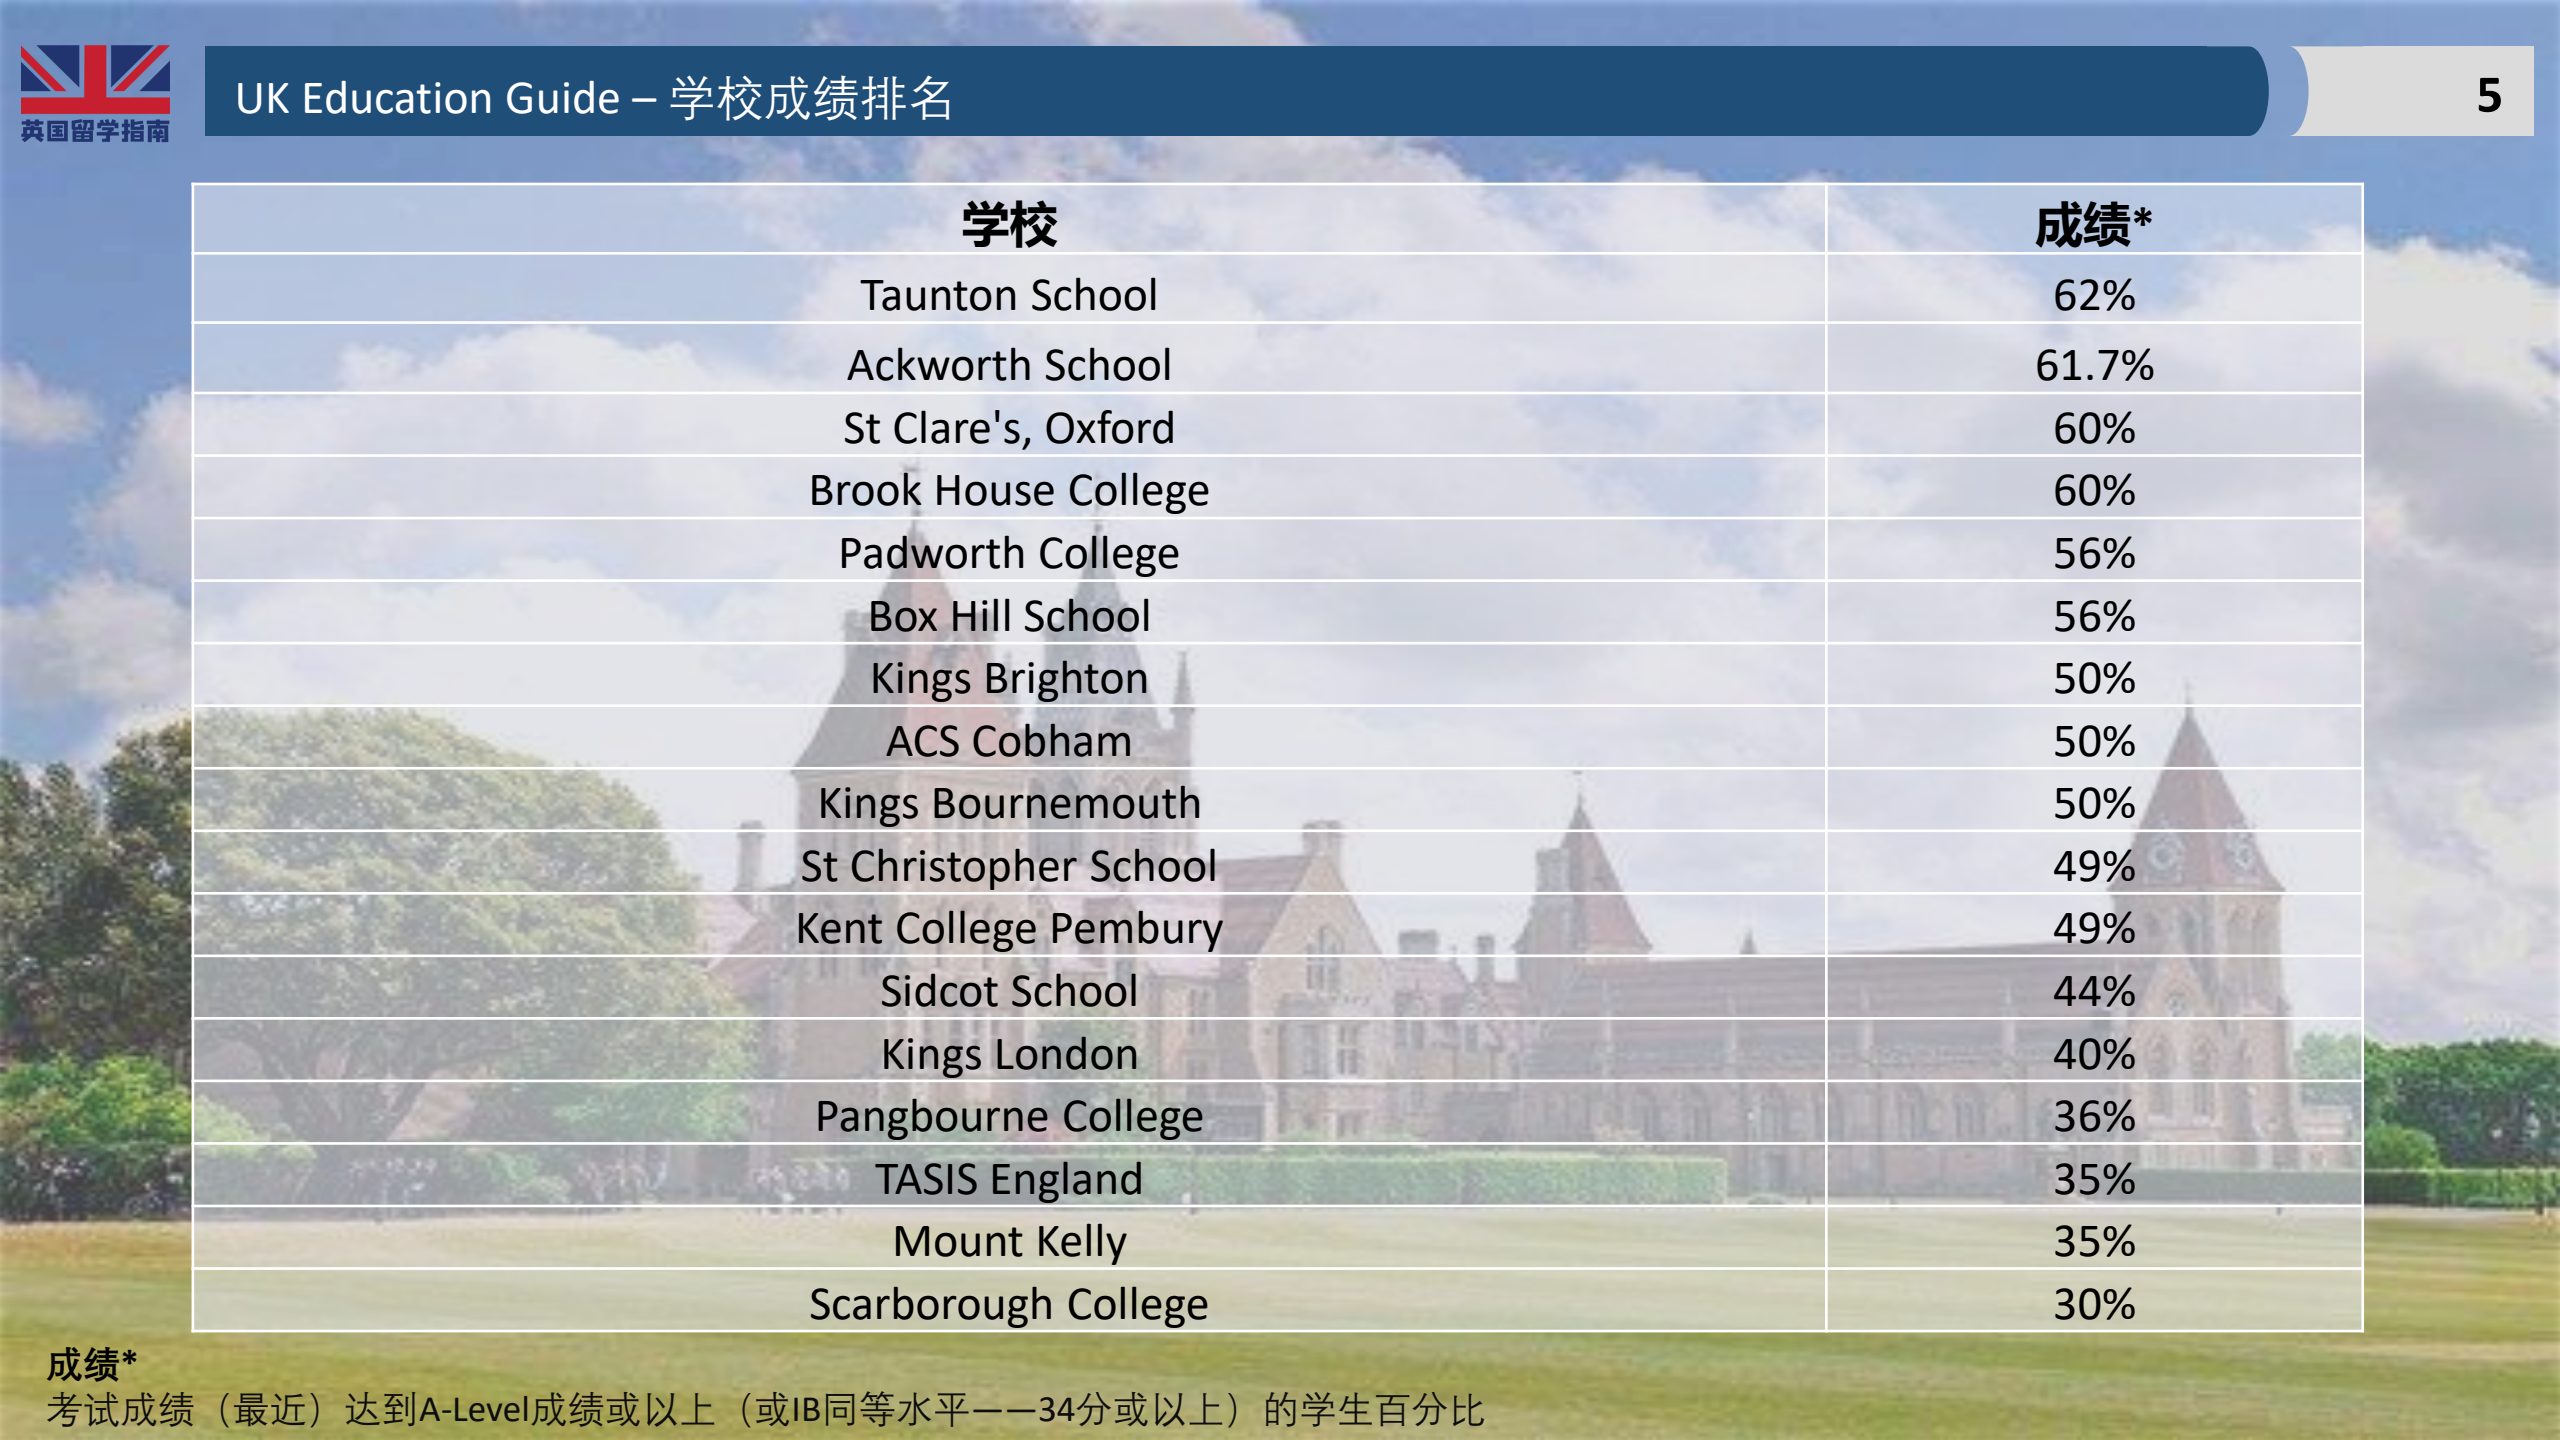 英国留学指南
UK Education Guide – 学校成绩排名
5
学校 成绩*
Taunton School 62%
Ackworth School 61.7%
St Clare's, Oxford 60%
Brook House College 60%
Padworth College 56%
Box Hill School 56%
Kings Brighton 50%
ACS Cobham 50%
Kings Bournemouth 50%
St Christopher School 49%
Kent College Pembury 49%
Sidcot School 44%
Kings London 40%
Pangbourne College 36%
TASIS England 35%
Mount Kelly 35%
Scarborough College 30%
成绩*
考试成绩（最近）达到A-Level成绩或以上（或IB同等水平——34分或以上）的学生百分比